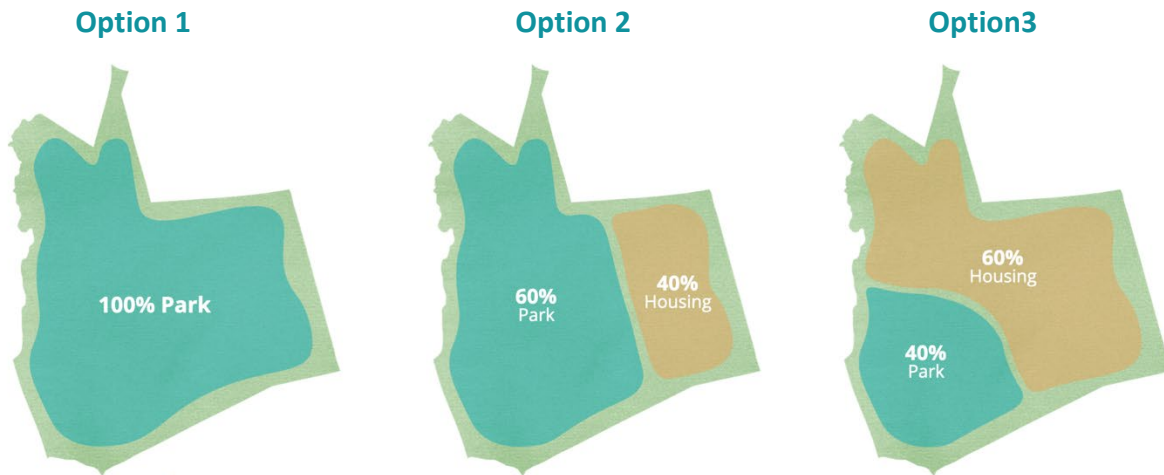 Option 1
Option 2
Option3
100% Park
60%
Park
40%
Housing
60%
Housing
40%
Park